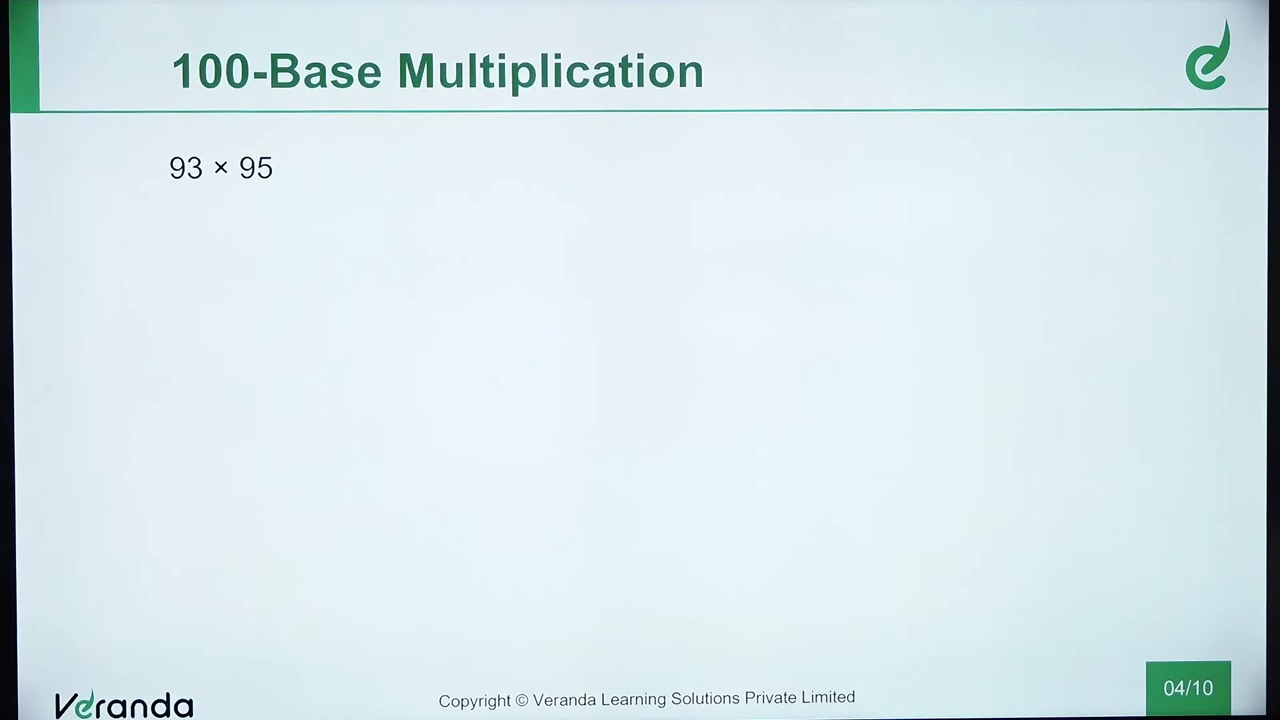 100-Base Multiplication
93 × 95
Veranda
Copyright © Veranda Learning Solutions Private Limited
04/10